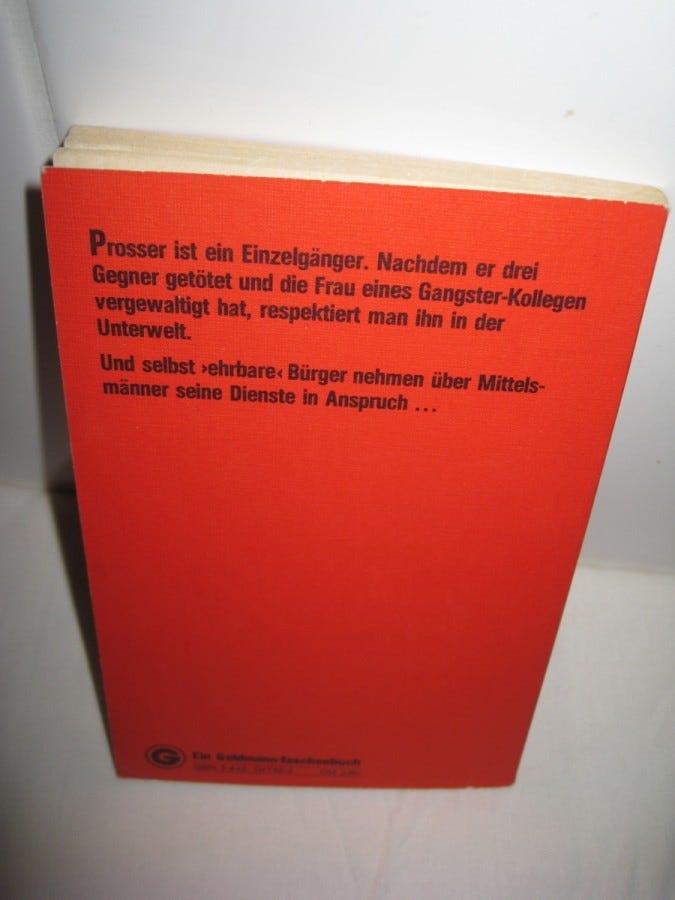 Prosser ist ein Einzelgänger. Nachdem er drei
Gegner getötet und die Frau eines Gangster-Kollegen
vergewaltigt hat, respektiert man ihn in der
Unterwelt.
Und selbst ›ehrbare‹ Bürger nehmen über Mittels-
männer seine Dienste in Anspruch ...
G
Ein Goldmann-Taschenbuch
ISBN DM